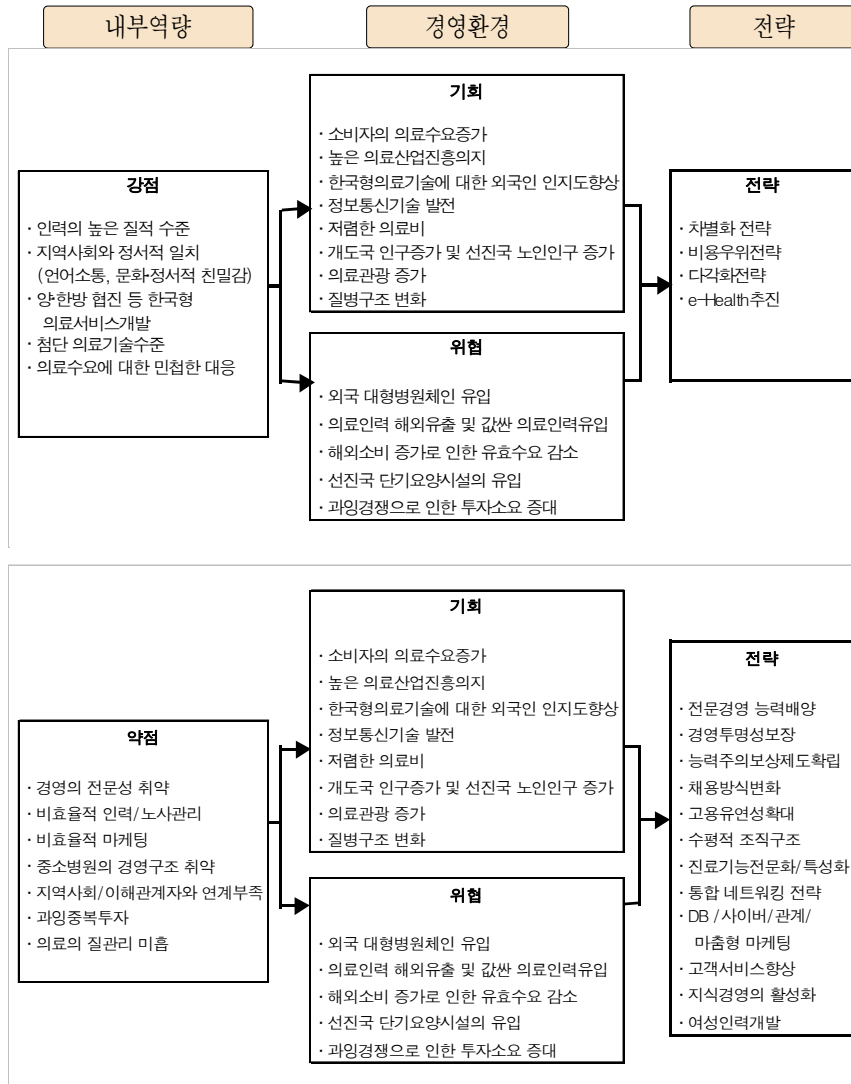 내부역량
경영환경
전략
강점
· 인력의 높은 질적 수준
· 지역사회와 정서적 일치
(언어소통, 문화·정서적 친밀감)
· 양·한방 협진 등 한국형
의료서비스개발
· 첨단 의료기술수준
· 의료수요에 대한 민첩한 대응
기회
· 소비자의 의료수요증가
· 높은 의료산업진흥의지
· 한국형의료기술에 대한 외국인 인지도향상
· 정보통신기술 발전
· 저렴한 의료비
· 개도국 인구증가 및 선진국 노인인구 증가
· 의료관광 증가
· 질병구조 변화
위협
· 외국 대형병원체인 유입
· 의료인력 해외유출 및 값싼 의료인력유입
· 해외소비 증가로 인한 유효수요 감소
· 선진국 단기요양시설의 유입
· 과잉경쟁으로 인한 투자소요 증대
전략
· 차별화 전략
· 비용우위전략
· 다각화전략
· e-Health추진
약점
· 경영의 전문성 취약
· 비효율적 인력/노사관리
· 비효율적 마케팅
· 중소병원의 경영구조 취약
· 지역사회/이해관계자와 연계부족
· 과잉중복투자
· 의료의 질관리 미흡
기회
· 소비자의 의료수요증가
· 높은 의료산업진흥의지
· 한국형의료기술에 대한 외국인 인지도향상
· 정보통신기술 발전
· 저렴한 의료비
· 개도국 인구증가 및 선진국 노인인구 증가
· 의료관광 증가
· 질병구조 변화
위협
· 외국 대형병원체인 유입
· 의료인력 해외유출 및 값싼 의료인력유입
· 해외소비 증가로 인한 유효수요 감소
· 선진국 단기요양시설의 유입
· 과잉경쟁으로 인한 투자소요 증대
전략
· 전문경영 능력배양
· 경영투명성보장
· 능력주의보상제도확립
· 채용방식변화
· 고용유연성확대
· 수평적 조직구조
· 진료기능전문화/특성화
· 통합 네트워킹 전략
· DB /사이버/관계/
마춤형 마케팅
· 고객서비스향상
· 지식경영의 활성화
· 여성인력개발